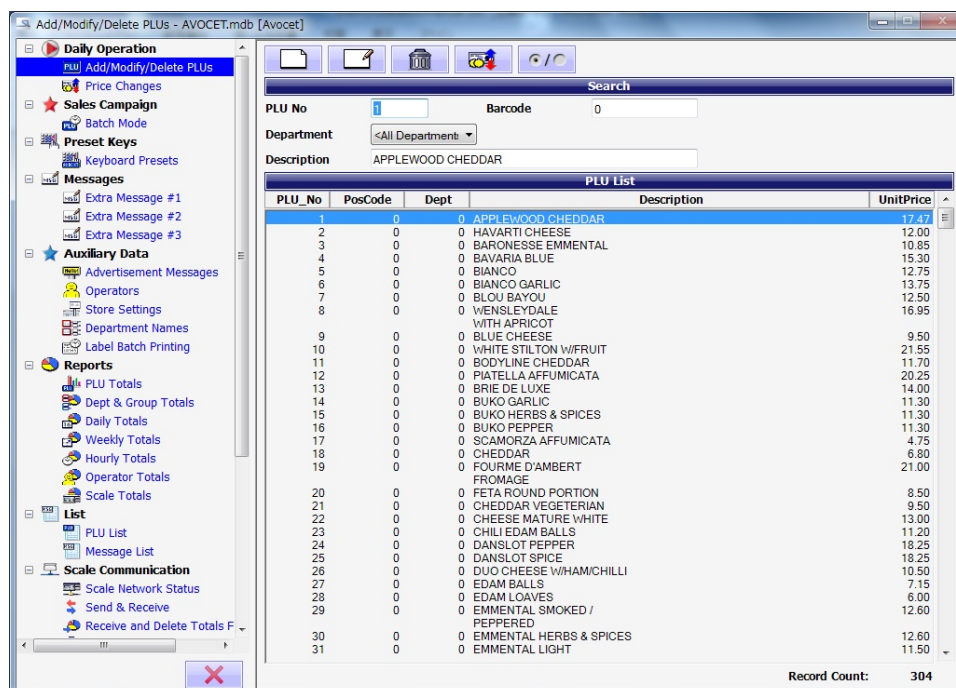 Add/Modify/Delete PLUs - AVOCET.mdb [Avocet]
Daily Operation
PLU Add/Modify/Delete PLUs
Price Changes
Sales Campaign
Batch Mode
Preset Keys
Keyboard Presets
Messages
Extra Message #1
Extra Message #2
Extra Message #3
Auxiliary Data
Advertisement Messages
Operators
Store Settings
Department Names
Label Batch Printing
Reports
PLU Totals
Dept & Group Totals
Daily Totals
Weekly Totals
Hourly Totals
Operator Totals
Scale Totals
List
PLU List
Message List
Scale Communication
Scale Network Status
Send & Receive
Receive and Delete Totals F
Search
PLU No 1 Barcode 0
Department <All Department:
Description APPLEWOOD CHEDDAR
PLU List
PLU_No PosCode Dept Description UnitPrice
1 0 0 APPLEWOOD CHEDDAR 17.47
2 0 0 HAVARTI CHEESE 12.00
3 0 0 BARONESSE EMMENTAL 10.85
4 0 0 BAVARIA BLUE 15.30
5 0 0 BIANCO 12.75
6 0 0 BIANCO GARLIC 13.75
7 0 0 BLOU BAYOU 12.50
8 0 0 WENSLEYDALE 16.95
WITH APRICOT
9 0 0 BLUE CHEESE 9.50
10 0 0 WHITE STILTON W/FRUIT 21.55
11 0 0 BODYLINE CHEDDAR 11.70
12 0 0 PIATELLA AFFUMICATA 20.25
13 0 0 BRIE DE LUXE 14.00
14 0 0 BUKO GARLIC 11.30
15 0 0 BUKO HERBS & SPICES 11.30
16 0 0 BUKO PEPPER 11.30
17 0 0 SCAMORZA AFFUMICATA 4.75
18 0 0 CHEDDAR 6.80
19 0 0 FOURME D'AMBERT 21.00
FROMAGE
20 0 0 FETA ROUND PORTION 8.50
21 0 0 CHEDDAR VEGETERIAN 9.50
22 0 0 CHEESE MATURE WHITE 13.00
23 0 0 CHILI EDAM BALLS 11.20
24 0 0 DANSLOT PEPPER 18.25
25 0 0 DANSLOT SPICE 18.25
26 0 0 DUO CHEESE W/HAM/CHILLI 10.50
27 0 0 EDAM BALLS 7.15
28 0 0 EDAM LOAVES 6.00
29 0 0 EMMENTAL SMOKED / 12.60
PEPPERED
30 0 0 EMMENTAL HERBS & SPICES 12.60
31 0 0 EMMENTAL LIGHT 11.50
Record Count: 304